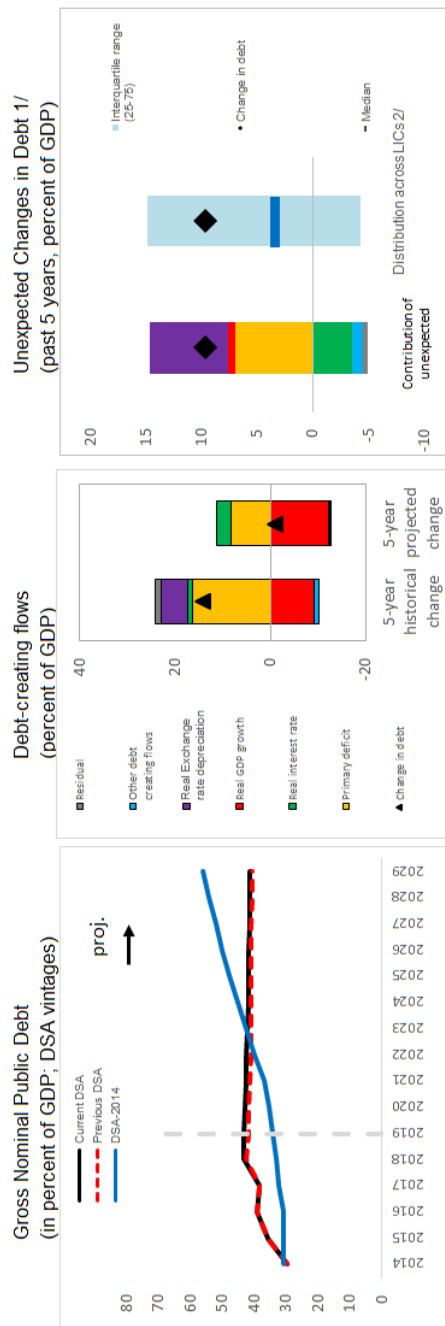 Gross Nominal Public Debt
(in percent of GDP; DSA vintages)
Current DSA
Previous DSA
DSA-2014
proj.
80
70
60
50
40
30
20
10
0
2014
2015
2016
2017
2018
2019
2020
2021
2022
2023
2024
2025
2026
2027
2028
2029
Debt-creating flows
(percent of GDP)
Residual
Other debt
creating flows
Real Exchange
rate depreciation
Real GDP growth
Real interest rate
Primary deficit
Change in debt
40
20
0
-20
5-year
historical
change
5-year
projected
change
Unexpected Changes in Debt 1/
(past 5 years, percent of GDP)
20
15
10
5
0
-5
-10
Contribution of
unexpected
Distribution across LICs 2/
Interquartile range
(25-75)
Change in debt
Median